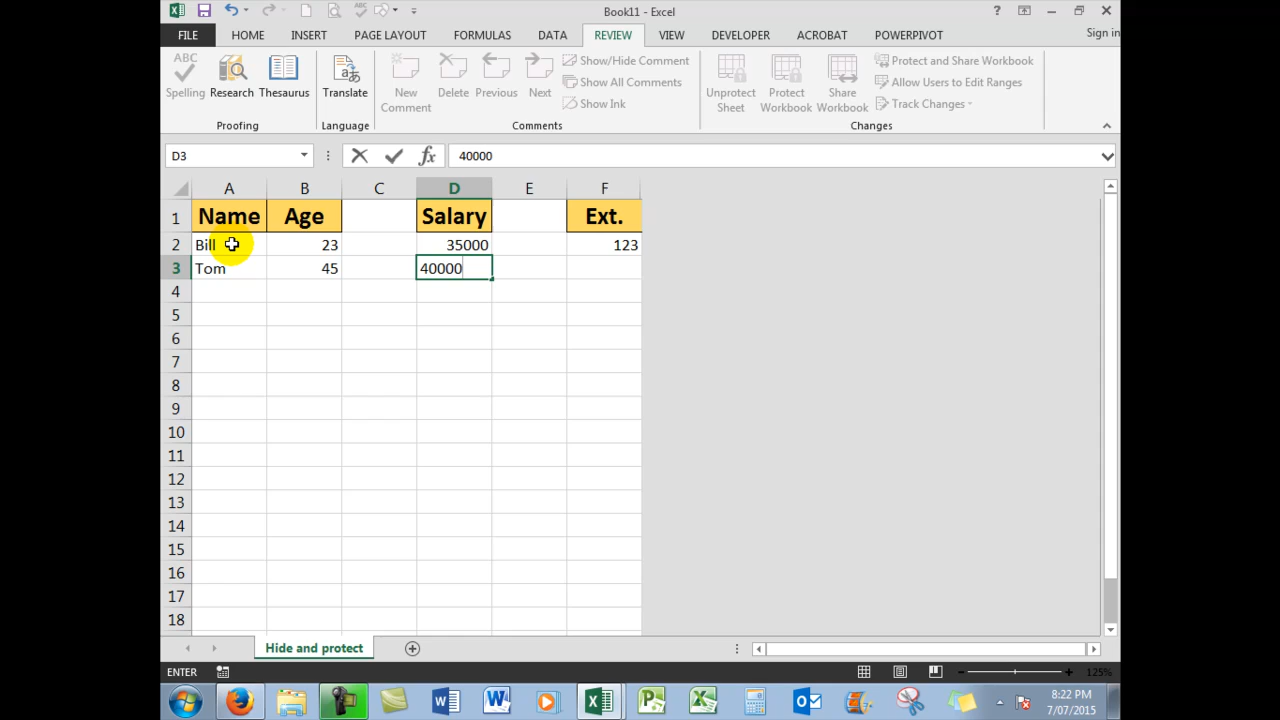 Book11 - Excel
FILE HOME INSERT PAGE LAYOUT FORMULAS DATA REVIEW VIEW DEVELOPER ACROBAT POWERPIVOT Sign in
ABC
Spelling Research Thesaurus
Proofing
Translate
Language
New
Comment
Delete Previous Next
Show/Hide Comment
Show All Comments
Show Ink
Comments
Unprotect
Sheet
Protect
Workbook
Share
Workbook
Protect and Share Workbook
Allow Users to Edit Ranges
Track Changes
Changes
D3 fx 40000
A B C D E F
1 Name Age Salary Ext.
2 Bill 23 35000 123
3 Tom 45 40000
4
5
6
7
8
9
10
11
12
13
14
15
16
17
18
Hide and protect
ENTER 125%
8:22 PM
7/07/2015